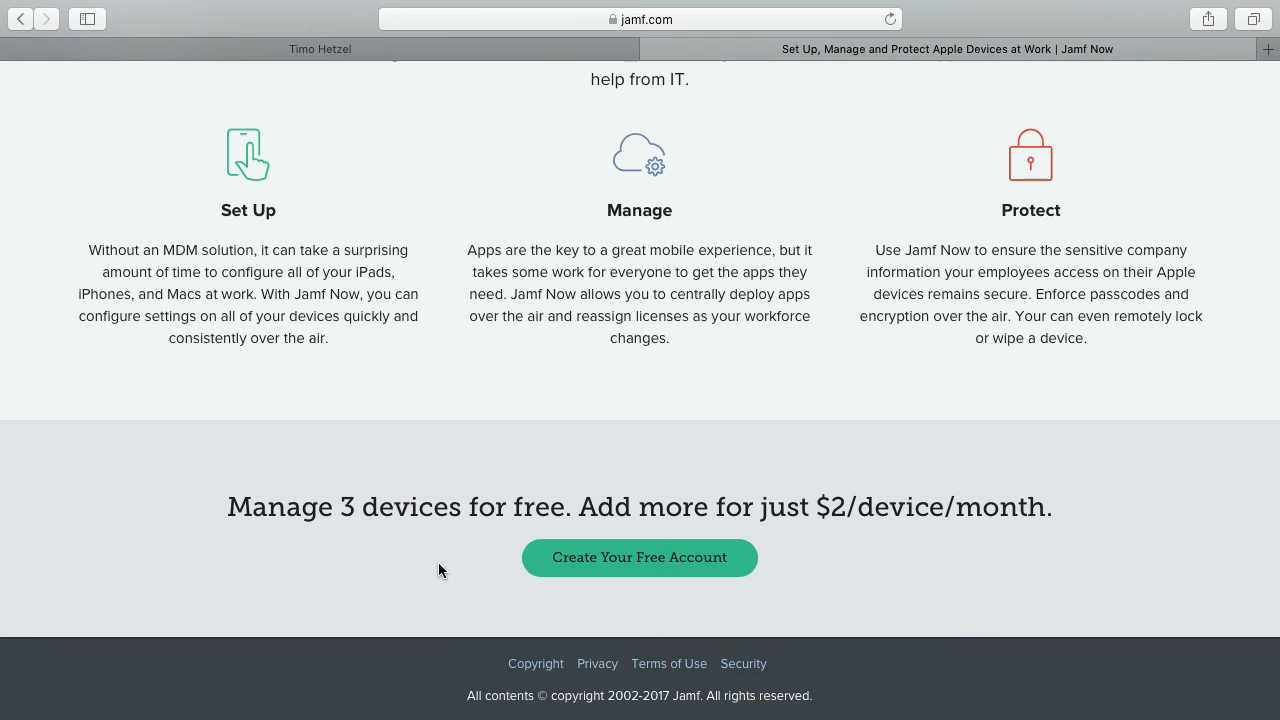 jamf.com
Timo Hetzel
Set Up, Manage and Protect Apple Devices at Work | Jamf Now
help from IT.
Set Up
Without an MDM solution, it can take a surprising
amount of time to configure all of your iPads,
iPhones, and Macs at work. With Jamf Now, you can
configure settings on all of your devices quickly and
consistently over the air.
Manage
Apps are the key to a great mobile experience, but it
takes some work for everyone to get the apps they
need. Jamf Now allows you to centrally deploy apps
over the air and reassign licenses as your workforce
changes.
Protect
Use Jamf Now to ensure the sensitive company
information your employees access on their Apple
devices remains secure. Enforce passcodes and
encryption over the air. Your can even remotely lock
or wipe a device.
Manage 3 devices for free. Add more for just $2/device/month.
Create Your Free Account
Copyright Privacy Terms of Use Security
All contents © copyright 2002-2017 Jamf. All rights reserved.